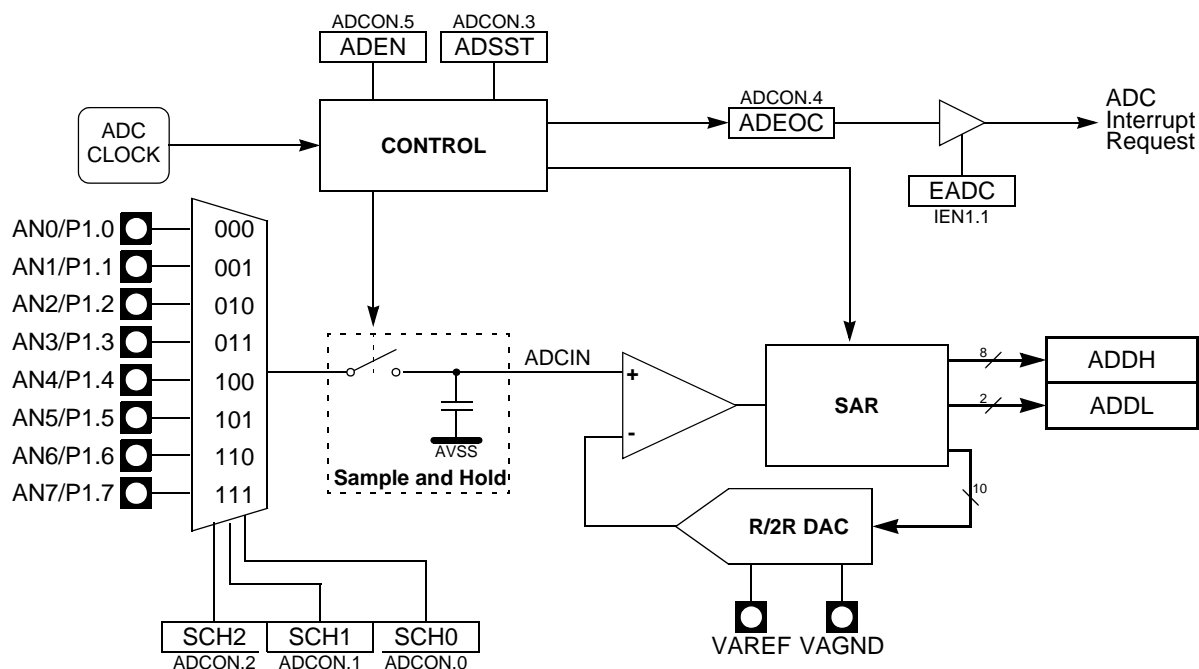 ADCON.5
ADCON.3
ADEN
ADSST
ADCON.4
ADEOC
ADC
Interrupt
Request
ADC
CLOCK
CONTROL
EADC
IEN1.1
AN0/P1.0
000
AN1/P1.1
001
AN2/P1.2
010
AN3/P1.3
011
AN4/P1.4
100
AN5/P1.5
101
AN6/P1.6
110
AN7/P1.7
111
ADCIN
AVSS
Sample and Hold
+
-
SAR
8
ADDH
2
ADDL
10
R/2R DAC
VAREF
VAGND
SCH2
SCH1
SCH0
ADCON.2
ADCON.1
ADCON.0